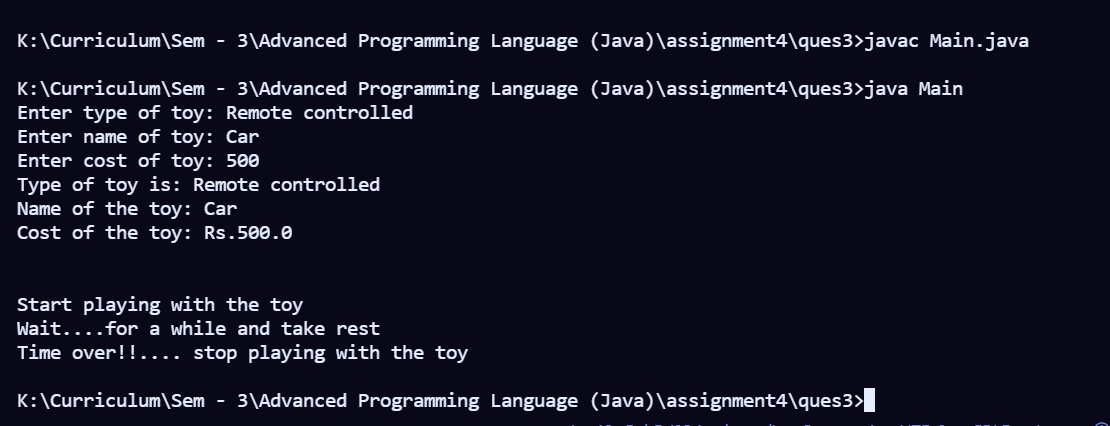 K:\Curriculum\Sem - 3\Advanced Programming Language (Java)\assignment4\ques3>javac Main.java
K:\Curriculum\Sem - 3\Advanced Programming Language (Java)\assignment4\ques3>java Main
Enter type of toy: Remote controlled
Enter name of toy: Car
Enter cost of toy: 500
Type of toy is: Remote controlled
Name of the toy: Car
Cost of the toy: Rs.500.0
Start playing with the toy
Wait....for a while and take rest
Time over!!.... stop playing with the toy
K:\Curriculum\Sem - 3\Advanced Programming Language (Java)\assignment4\ques3>